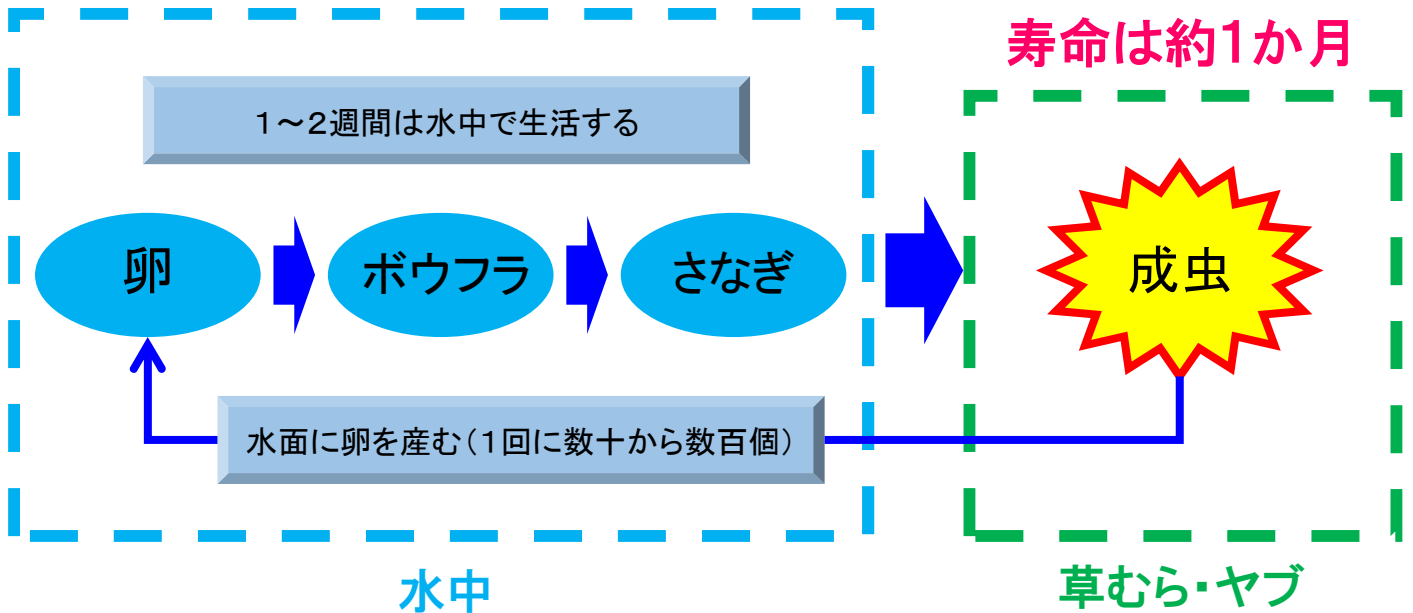 寿命は約1か月
1～2週間は水中で生活する
卵
ボウフラ
さなぎ
成虫
水面に卵を産む（1回に数十から数百個）
水中
草むら・ヤブ